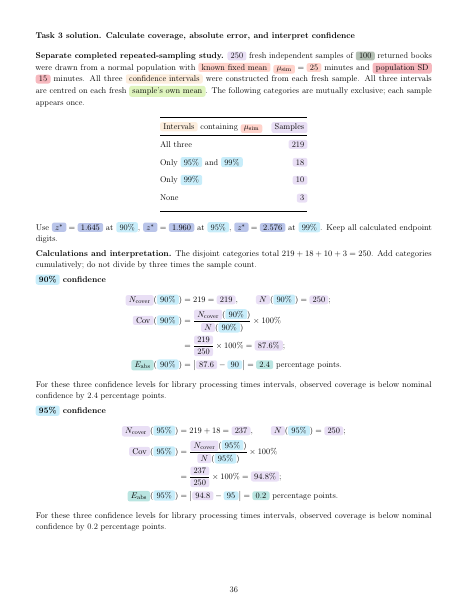 Task 3 solution. Calculate coverage, absolute error, and interpret confidence
Separate completed repeated-sampling study. 250 fresh independent samples of 100 returned books
were drawn from a normal population with known fixed mean μsim = 25 minutes and population SD
15 minutes. All three confidence intervals were constructed from each fresh sample. All three intervals
are centred on each fresh sample's own mean. The following categories are mutually exclusive; each sample
appears once.
Intervals containing μsim Samples
All three 219
Only 95% and 99% 18
Only 99% 10
None 3
Use z* = 1.645 at 90%, z* = 1.960 at 95%, z* = 2.576 at 99%. Keep all calculated endpoint
digits.
Calculations and interpretation. The disjoint categories total 219 + 18 + 10 + 3 = 250. Add categories
cumulatively; do not divide by three times the sample count.
90% confidence
Ncover(90%) = 219 = 219, N(90%) = 250;
Cov(90%) = Ncover(90%) / N(90%) × 100%
= 219 / 250 × 100% = 87.6%;
Eabs(90%) = |87.6 − 90| = 2.4 percentage points.
For these three confidence levels for library processing times intervals, observed coverage is below nominal
confidence by 2.4 percentage points.
95% confidence
Ncover(95%) = 219 + 18 = 237, N(95%) = 250;
Cov(95%) = Ncover(95%) / N(95%) × 100%
= 237 / 250 × 100% = 94.8%;
Eabs(95%) = |94.8 − 95| = 0.2 percentage points.
For these three confidence levels for library processing times intervals, observed coverage is below nominal
confidence by 0.2 percentage points.
36